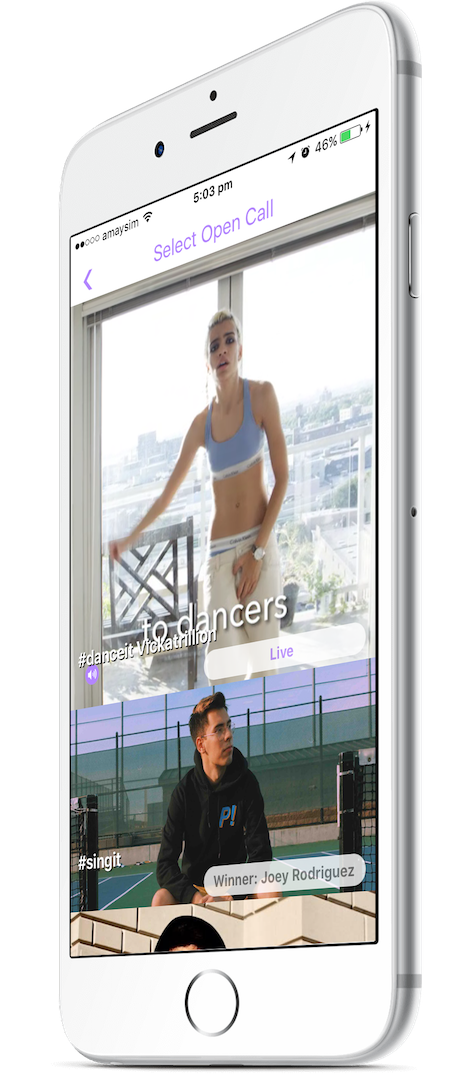 amaysim
5:03 pm
46%
Select Open Call
to dancers
#danceit Vickatrillion
Live
P!
#singit
Winner: Joey Rodriguez